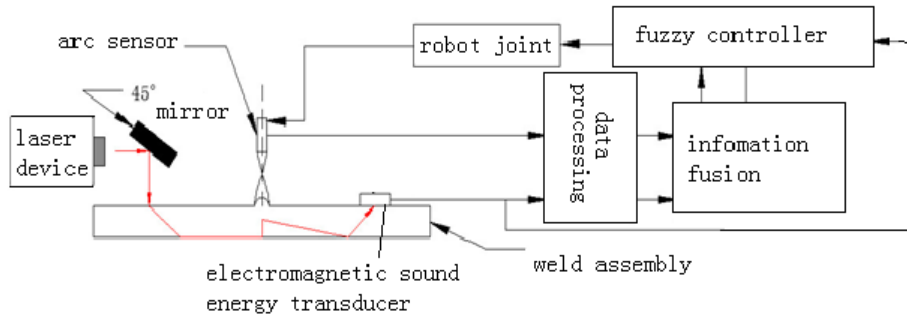 arc sensor
robot joint
fuzzy controller
45°
mirror
laser
device
data
processing
infomation
fusion
electromagnetic sound
energy transducer
weld assembly